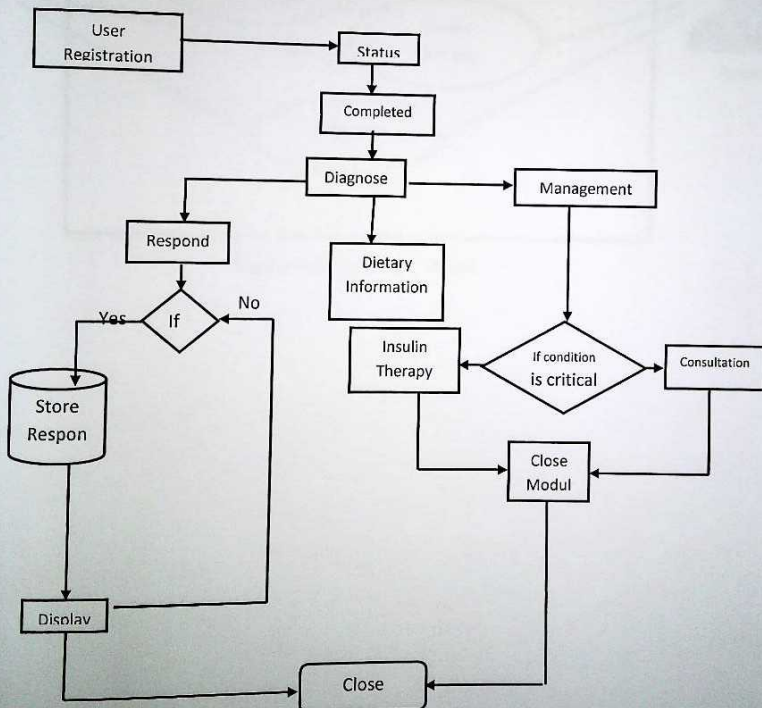 User
Registration
Status
Completed
Diagnose
Management
Respond
Dietary
Information
No
Yes
If
Insulin
Therapy
If condition
is critical
Consultation
Store
Respon
Close
Modul
Display
Close